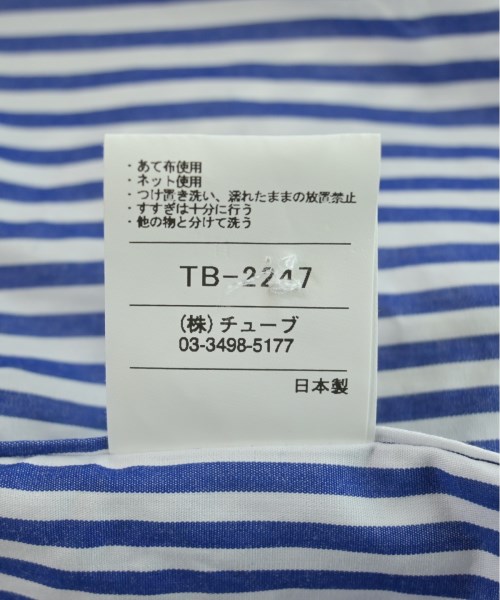 ・あて布使用
・ネット使用
・つけ置き洗い、濡れたままの放置禁止
・すすぎは十分に行う
・他の物と分けて洗う
TB-2247
(株)チューブ
03-3498-5177
日本製